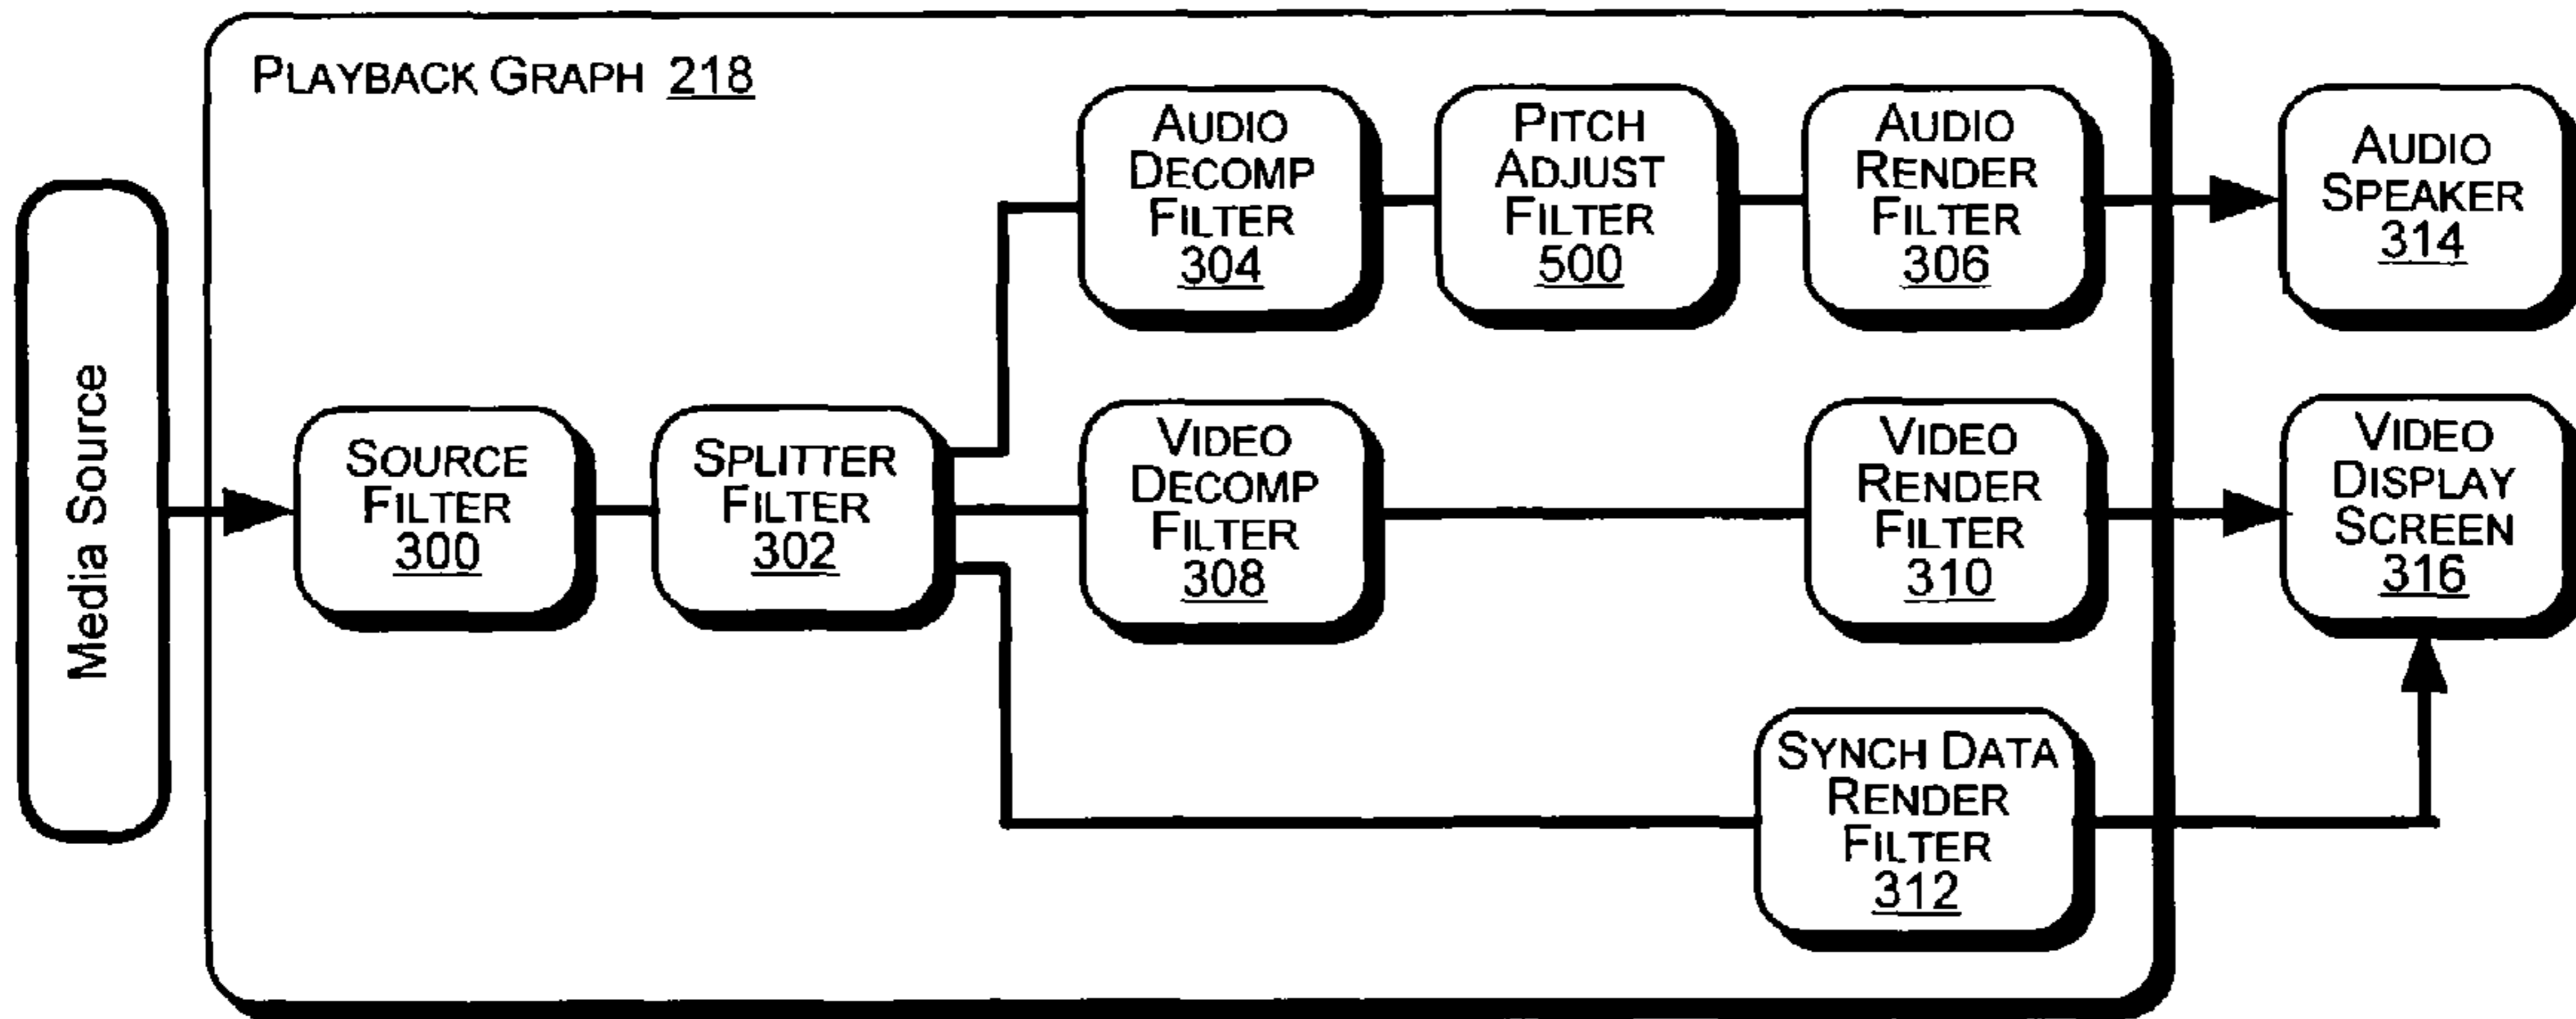 PLAYBACK GRAPH 218
Media Source
SOURCE
FILTER
300
SPLITTER
FILTER
302
AUDIO
DECOMP
FILTER
304
PITCH
ADJUST
FILTER
500
AUDIO
RENDER
FILTER
306
AUDIO
SPEAKER
314
VIDEO
DECOMP
FILTER
308
VIDEO
RENDER
FILTER
310
VIDEO
DISPLAY
SCREEN
316
SYNCH DATA
RENDER
FILTER
312